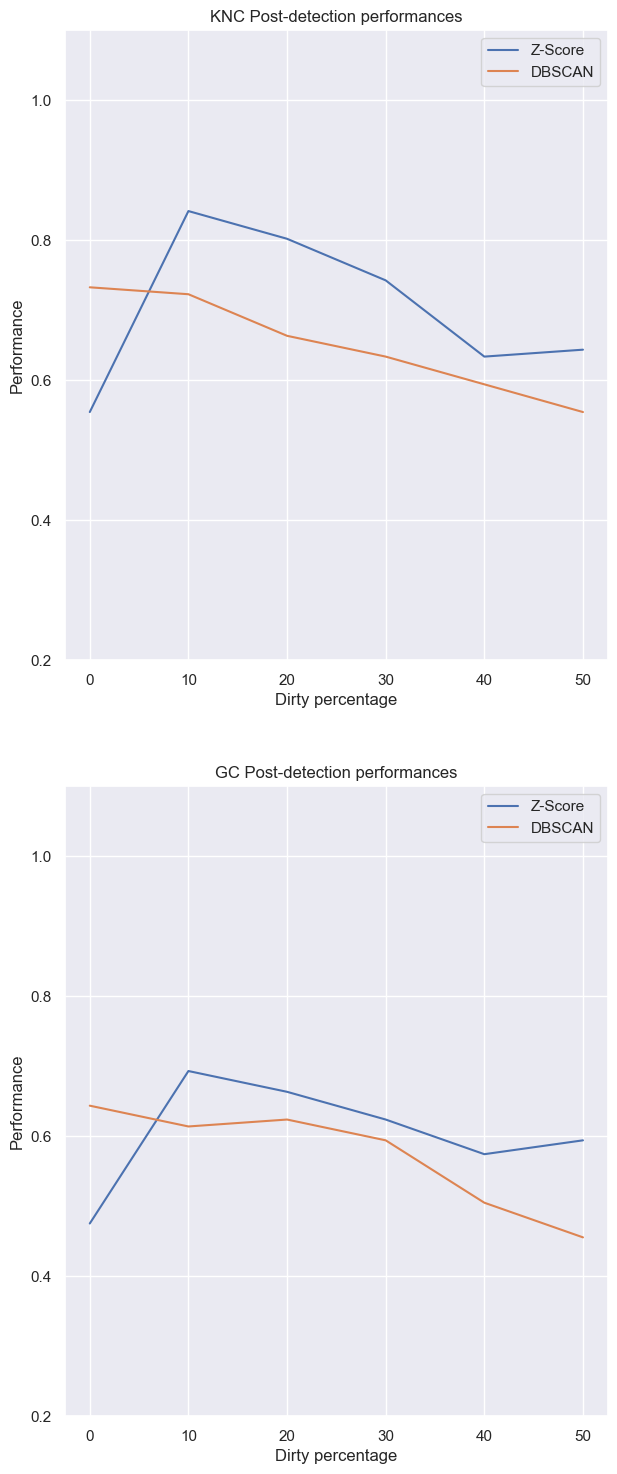 KNC Post-detection performances
Z-Score
DBSCAN
1.0
0.8
0.6
0.4
0.2
Performance
0 10 20 30 40 50
Dirty percentage
GC Post-detection performances
Z-Score
DBSCAN
1.0
0.8
0.6
0.4
0.2
Performance
0 10 20 30 40 50
Dirty percentage